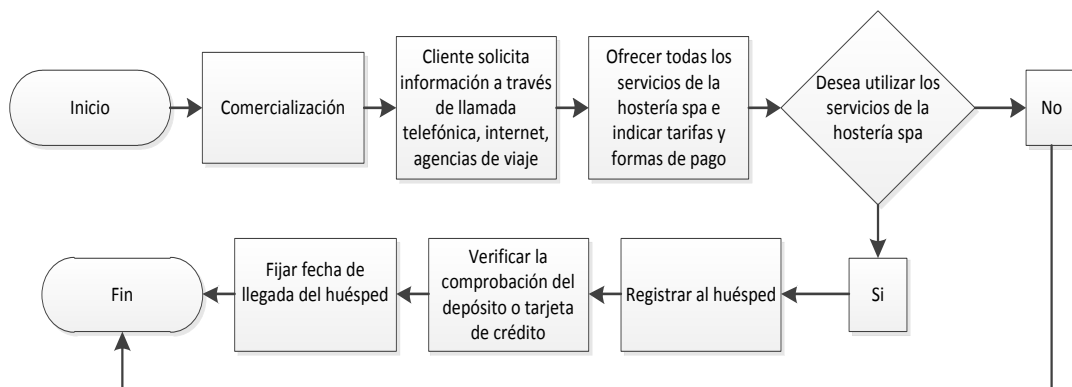 Inicio
Comercialización
Cliente solicita
información a través
de llamada
telefónica, internet,
agencias de viaje
Ofrecer todas los
servicios de la
hostería spa e
indicar tarifas y
formas de pago
Desea utilizar los
servicios de la
hostería spa
No
Si
Registrar al huésped
Verificar la
comprobación del
depósito o tarjeta
de crédito
Fijar fecha de
llegada del huésped
Fin